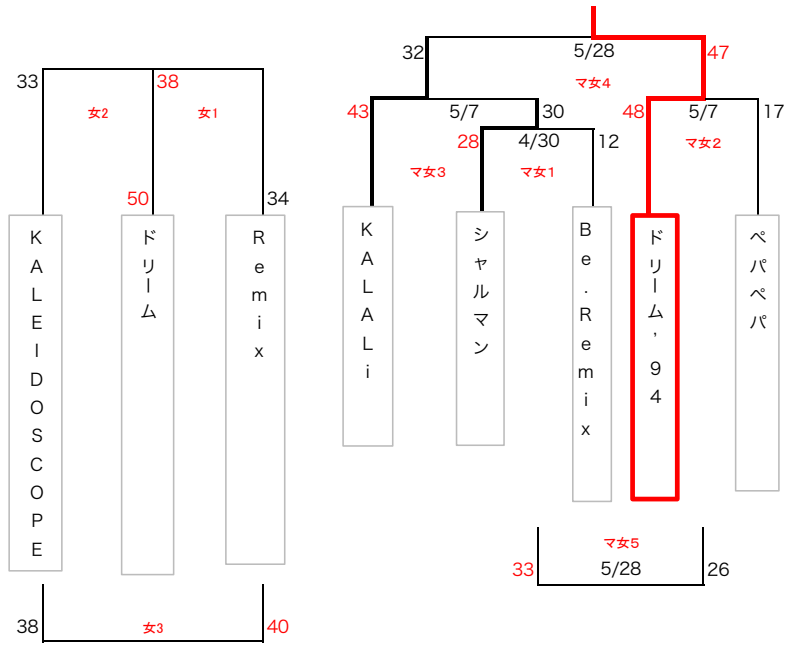 33
38
女2
女1
50
34
KALEIDOSCOPE
ドリーム
Remix
38
女3
40
32
5/28
47
マ女4
43
5/7
30
48
5/7
17
28
4/30
12
マ女2
マ女3
マ女1
KALALi
シャルマン
Be.Remix
ドリーム’94
ペパペパ
マ女5
33
5/28
26